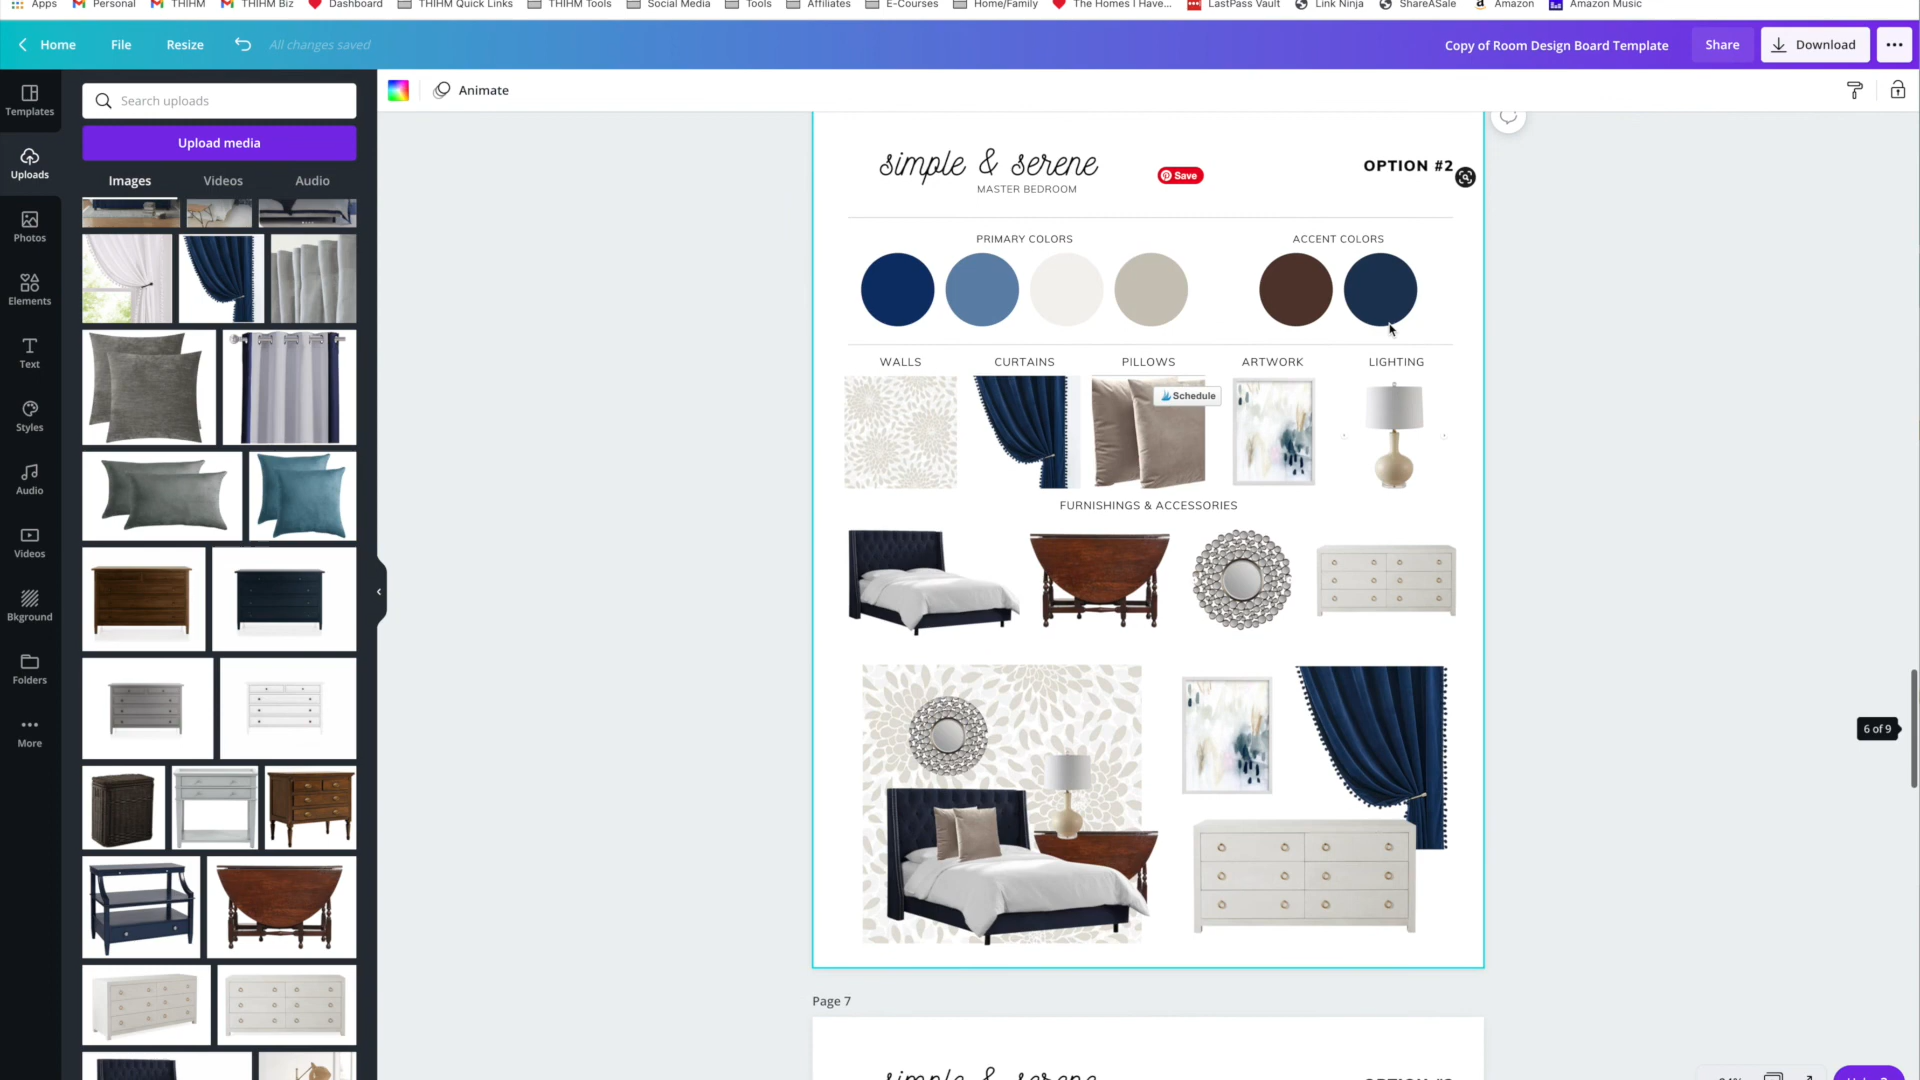 Apps Personal THIHM THIHM Biz Dashboard THIHM Quick Links THIHM Tools Social Media Tools Affiliates E-Courses Home/Family The Homes I Have... LastPass Vault Link Ninja ShareASale Amazon Amazon Music
Home File Resize All changes saved Copy of Room Design Board Template Share Download
Templates
Uploads
Photos
Elements
Text
Styles
Audio
Videos
Bkground
Folders
More
Search uploads
Upload media
Images Videos Audio
Animate
simple & serene
MASTER BEDROOM
Save
OPTION #2
PRIMARY COLORS ACCENT COLORS
WALLS CURTAINS PILLOWS ARTWORK LIGHTING
Schedule
FURNISHINGS & ACCESSORIES
6 of 9
Page 7
simple & serene